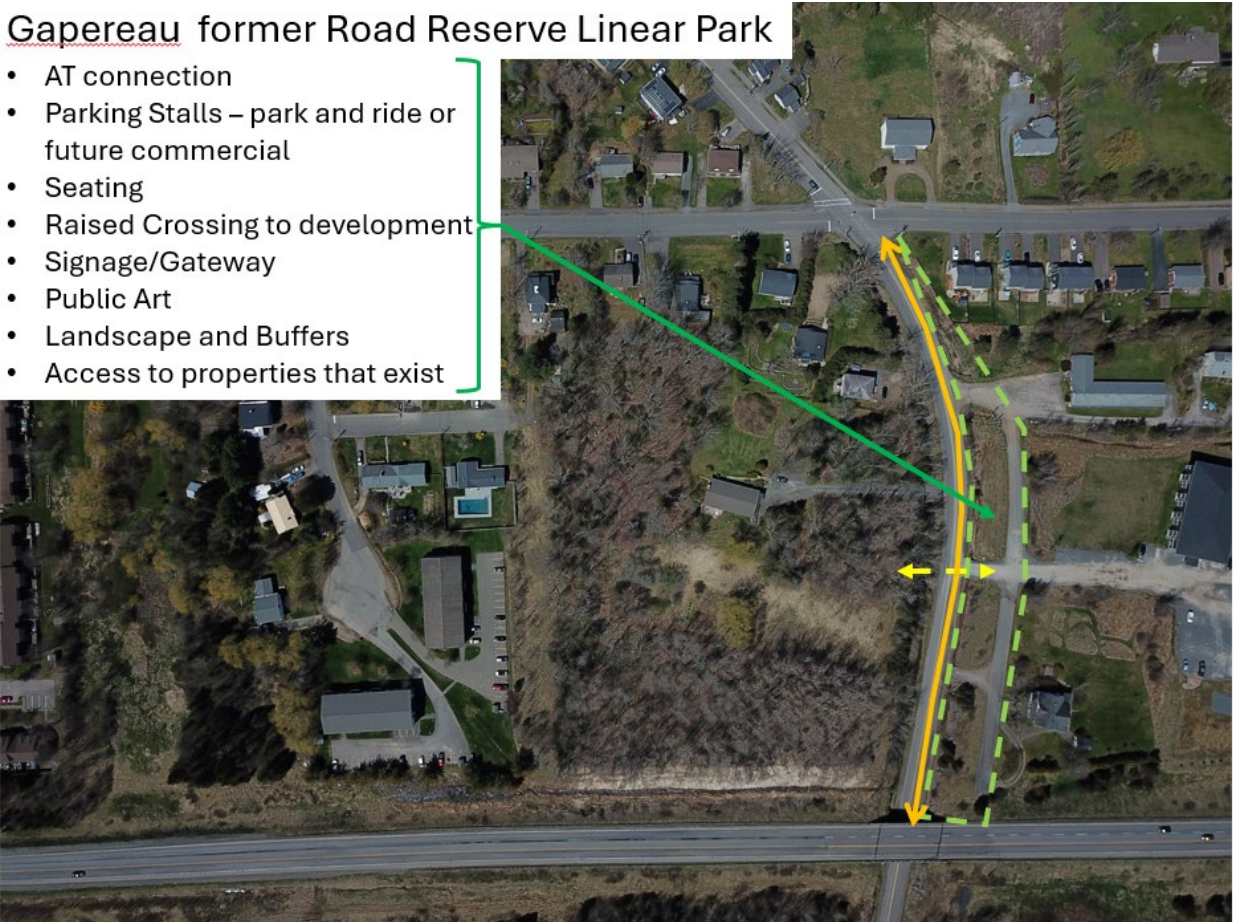 Gapereau former Road Reserve Linear Park
• AT connection
• Parking Stalls – park and ride or
future commercial
• Seating
• Raised Crossing to development
• Signage/Gateway
• Public Art
• Landscape and Buffers
• Access to properties that exist